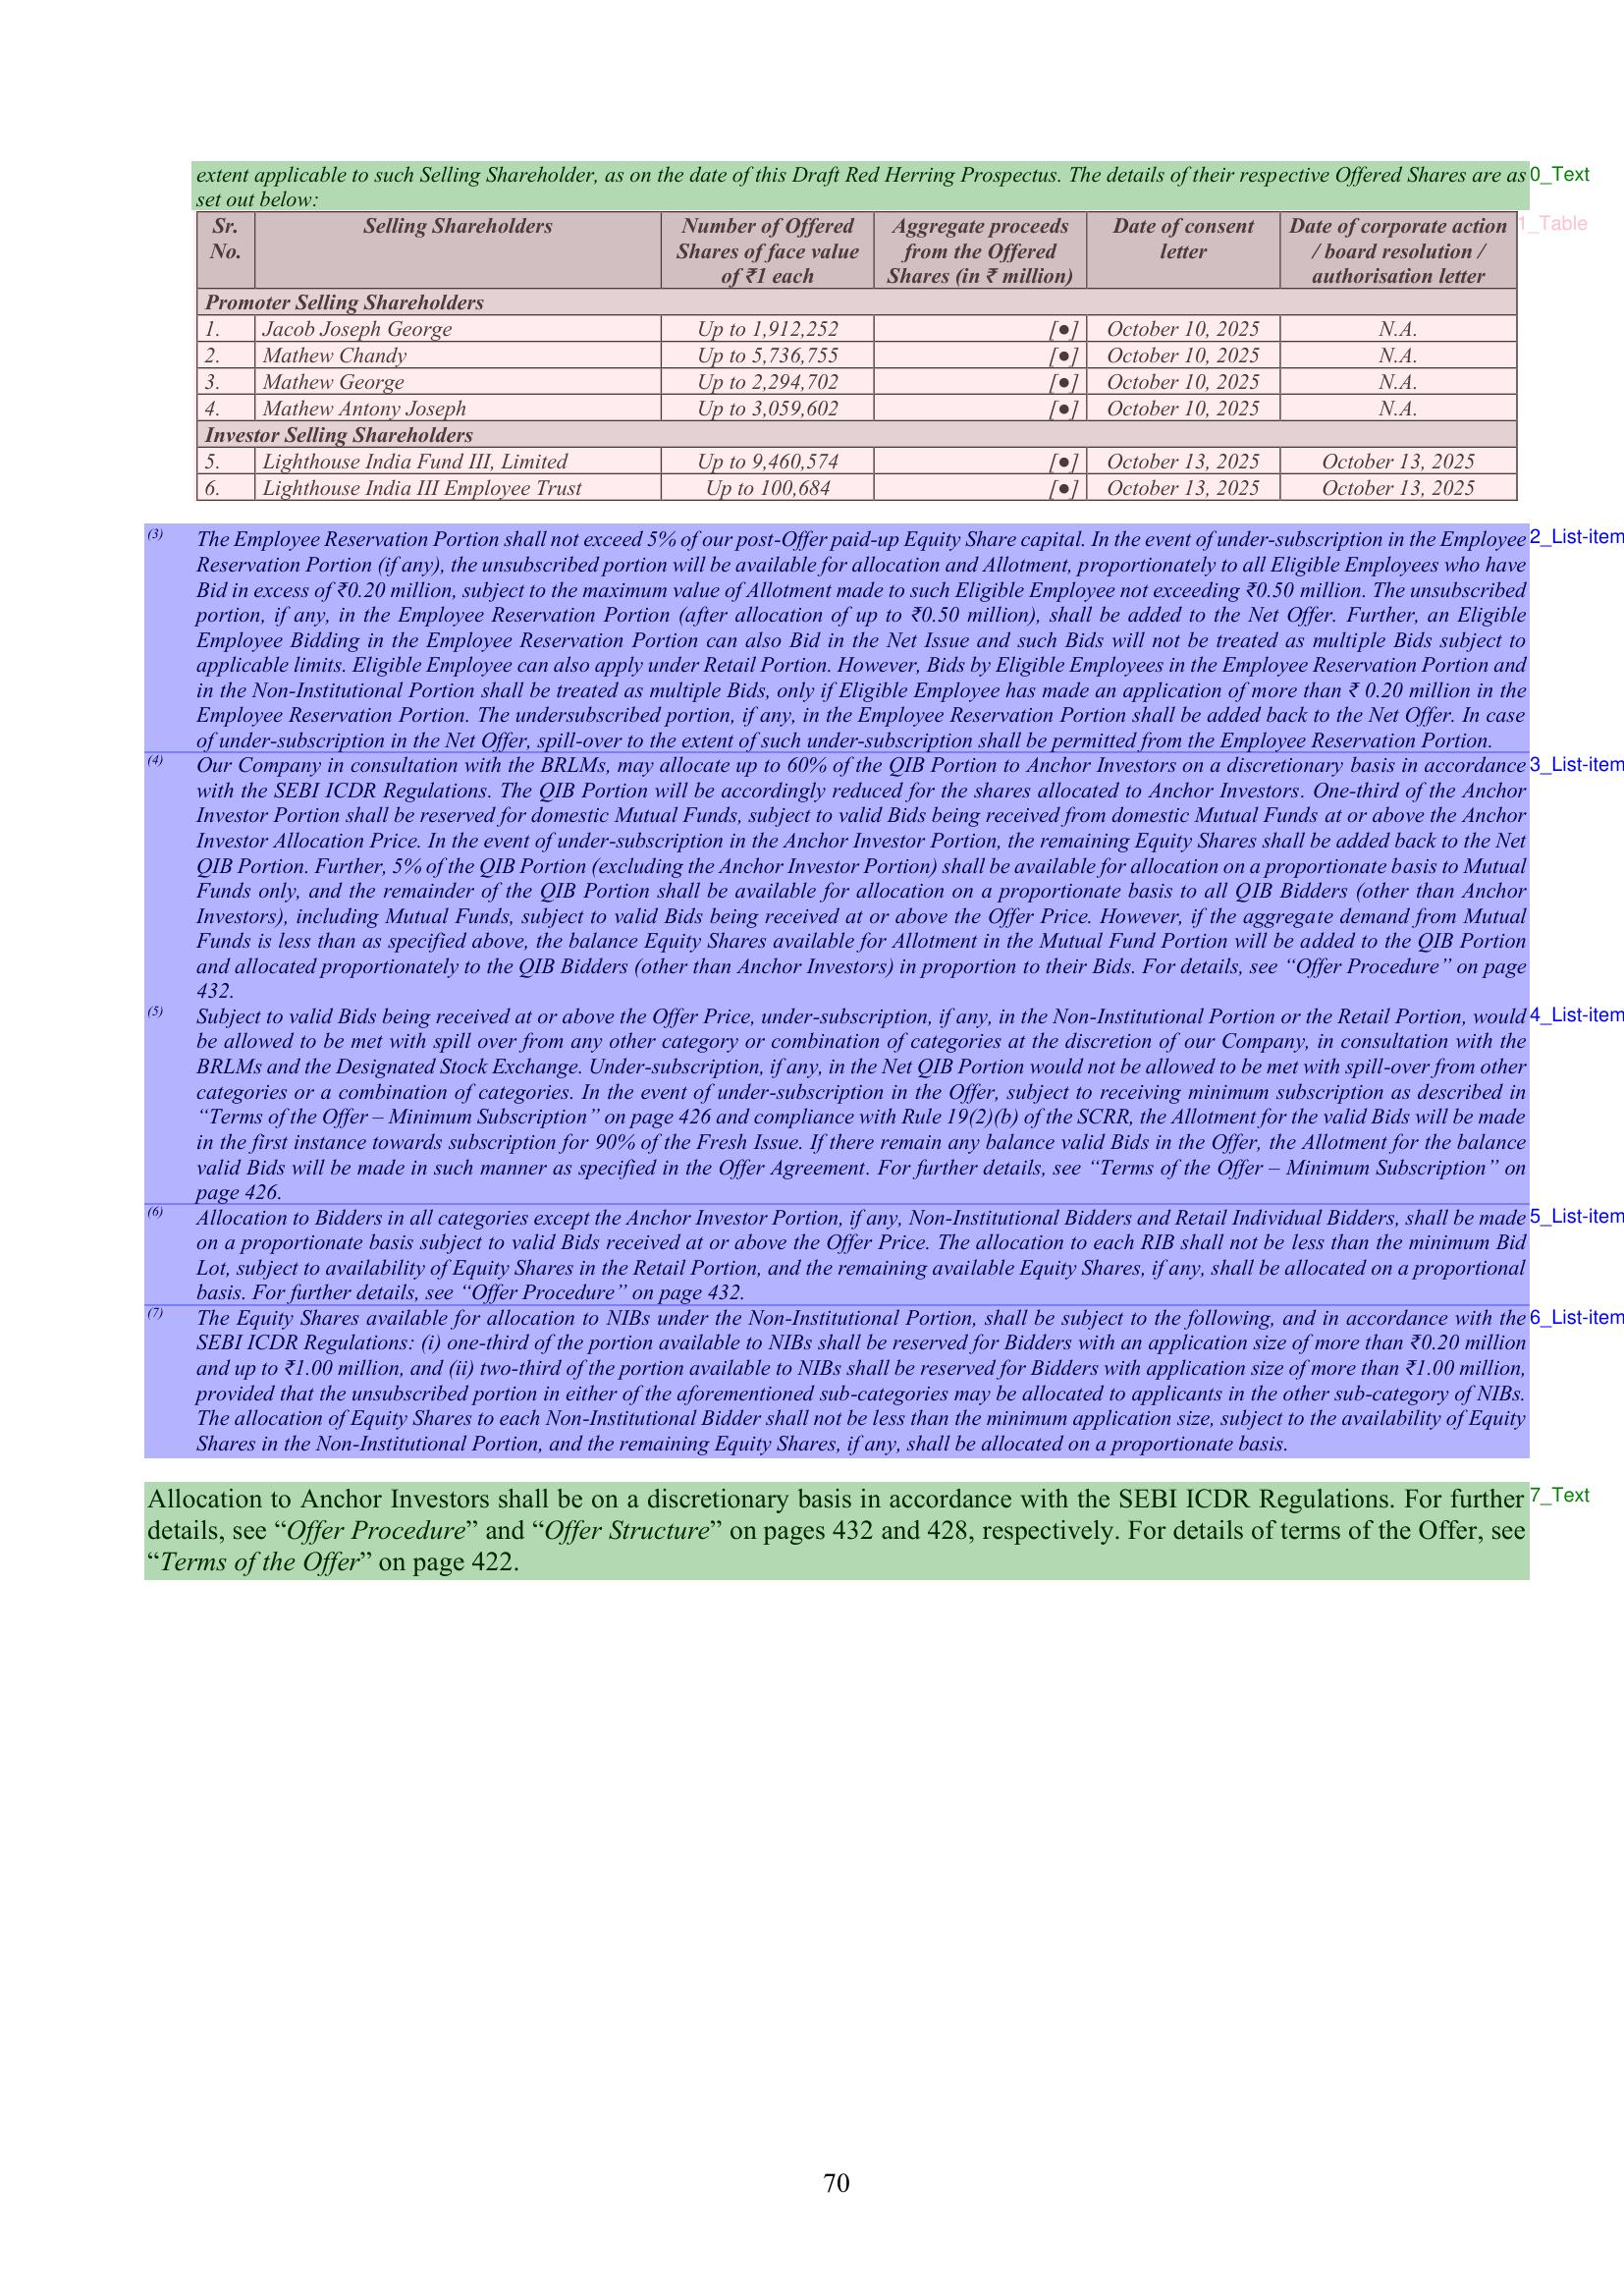 extent applicable to such Selling Shareholder, as on the date of this Draft Red Herring Prospectus. The details of their respective Offered Shares are as
0_Text
set out below:
1_Table
Sr. No. Selling Shareholders Number of Offered Shares of face value of ₹1 each Aggregate proceeds from the Offered Shares (in ₹ million) Date of consent letter Date of corporate action / board resolution / authorisation letter
Promoter Selling Shareholders
1. Jacob Joseph George Up to 1,912,252 [●] October 10, 2025 N.A.
2. Mathew Chandy Up to 5,736,755 [●] October 10, 2025 N.A.
3. Mathew George Up to 2,294,702 [●] October 10, 2025 N.A.
4. Mathew Antony Joseph Up to 3,059,602 [●] October 10, 2025 N.A.
Investor Selling Shareholders
5. Lighthouse India Fund III, Limited Up to 9,460,574 [●] October 13, 2025 October 13, 2025
6. Lighthouse India III Employee Trust Up to 100,684 [●] October 13, 2025 October 13, 2025
(3) The Employee Reservation Portion shall not exceed 5% of our post-Offer paid-up Equity Share capital. In the event of under-subscription in the Employee
2_List-item
Reservation Portion (if any), the unsubscribed portion will be available for allocation and Allotment, proportionately to all Eligible Employees who have
Bid in excess of ₹0.20 million, subject to the maximum value of Allotment made to such Eligible Employee not exceeding ₹0.50 million. The unsubscribed
portion, if any, in the Employee Reservation Portion (after allocation of up to ₹0.50 million), shall be added to the Net Offer. Further, an Eligible
Employee Bidding in the Employee Reservation Portion can also Bid in the Net Issue and such Bids will not be treated as multiple Bids subject to
applicable limits. Eligible Employee can also apply under Retail Portion. However, Bids by Eligible Employees in the Employee Reservation Portion and
in the Non-Institutional Portion shall be treated as multiple Bids, only if Eligible Employee has made an application of more than ₹ 0.20 million in the
Employee Reservation Portion. The undersubscribed portion, if any, in the Employee Reservation Portion shall be added back to the Net Offer. In case
of under-subscription in the Net Offer, spill-over to the extent of such under-subscription shall be permitted from the Employee Reservation Portion.
(4) Our Company in consultation with the BRLMs, may allocate up to 60% of the QIB Portion to Anchor Investors on a discretionary basis in accordance
3_List-item
with the SEBI ICDR Regulations. The QIB Portion will be accordingly reduced for the shares allocated to Anchor Investors. One-third of the Anchor
Investor Portion shall be reserved for domestic Mutual Funds, subject to valid Bids being received from domestic Mutual Funds at or above the Anchor
Investor Allocation Price. In the event of under-subscription in the Anchor Investor Portion, the remaining Equity Shares shall be added back to the Net
QIB Portion. Further, 5% of the QIB Portion (excluding the Anchor Investor Portion) shall be available for allocation on a proportionate basis to Mutual
Funds only, and the remainder of the QIB Portion shall be available for allocation on a proportionate basis to all QIB Bidders (other than Anchor
Investors), including Mutual Funds, subject to valid Bids being received at or above the Offer Price. However, if the aggregate demand from Mutual
Funds is less than as specified above, the balance Equity Shares available for Allotment in the Mutual Fund Portion will be added to the QIB Portion
and allocated proportionately to the QIB Bidders (other than Anchor Investors) in proportion to their Bids. For details, see “Offer Procedure” on page
432.
(5) Subject to valid Bids being received at or above the Offer Price, under-subscription, if any, in the Non-Institutional Portion or the Retail Portion, would
4_List-item
be allowed to be met with spill over from any other category or combination of categories at the discretion of our Company, in consultation with the
BRLMs and the Designated Stock Exchange. Under-subscription, if any, in the Net QIB Portion would not be allowed to be met with spill-over from other
categories or a combination of categories. In the event of under-subscription in the Offer, subject to receiving minimum subscription as described in
“Terms of the Offer – Minimum Subscription” on page 426 and compliance with Rule 19(2)(b) of the SCRR, the Allotment for the valid Bids will be made
in the first instance towards subscription for 90% of the Fresh Issue. If there remain any balance valid Bids in the Offer, the Allotment for the balance
valid Bids will be made in such manner as specified in the Offer Agreement. For further details, see “Terms of the Offer – Minimum Subscription” on
page 426.
(6) Allocation to Bidders in all categories except the Anchor Investor Portion, if any, Non-Institutional Bidders and Retail Individual Bidders, shall be made
5_List-item
on a proportionate basis subject to valid Bids received at or above the Offer Price. The allocation to each RIB shall not be less than the minimum Bid
Lot, subject to availability of Equity Shares in the Retail Portion, and the remaining available Equity Shares, if any, shall be allocated on a proportional
basis. For further details, see “Offer Procedure” on page 432.
(7) The Equity Shares available for allocation to NIBs under the Non-Institutional Portion, shall be subject to the following, and in accordance with the
6_List-item
SEBI ICDR Regulations: (i) one-third of the portion available to NIBs shall be reserved for Bidders with an application size of more than ₹0.20 million
and up to ₹1.00 million, and (ii) two-third of the portion available to NIBs shall be reserved for Bidders with application size of more than ₹1.00 million,
provided that the unsubscribed portion in either of the aforementioned sub-categories may be allocated to applicants in the other sub-category of NIBs.
The allocation of Equity Shares to each Non-Institutional Bidder shall not be less than the minimum application size, subject to the availability of Equity
Shares in the Non-Institutional Portion, and the remaining Equity Shares, if any, shall be allocated on a proportionate basis.
Allocation to Anchor Investors shall be on a discretionary basis in accordance with the SEBI ICDR Regulations. For further
7_Text
details, see “Offer Procedure” and “Offer Structure” on pages 432 and 428, respectively. For details of terms of the Offer, see
“Terms of the Offer” on page 422.
70